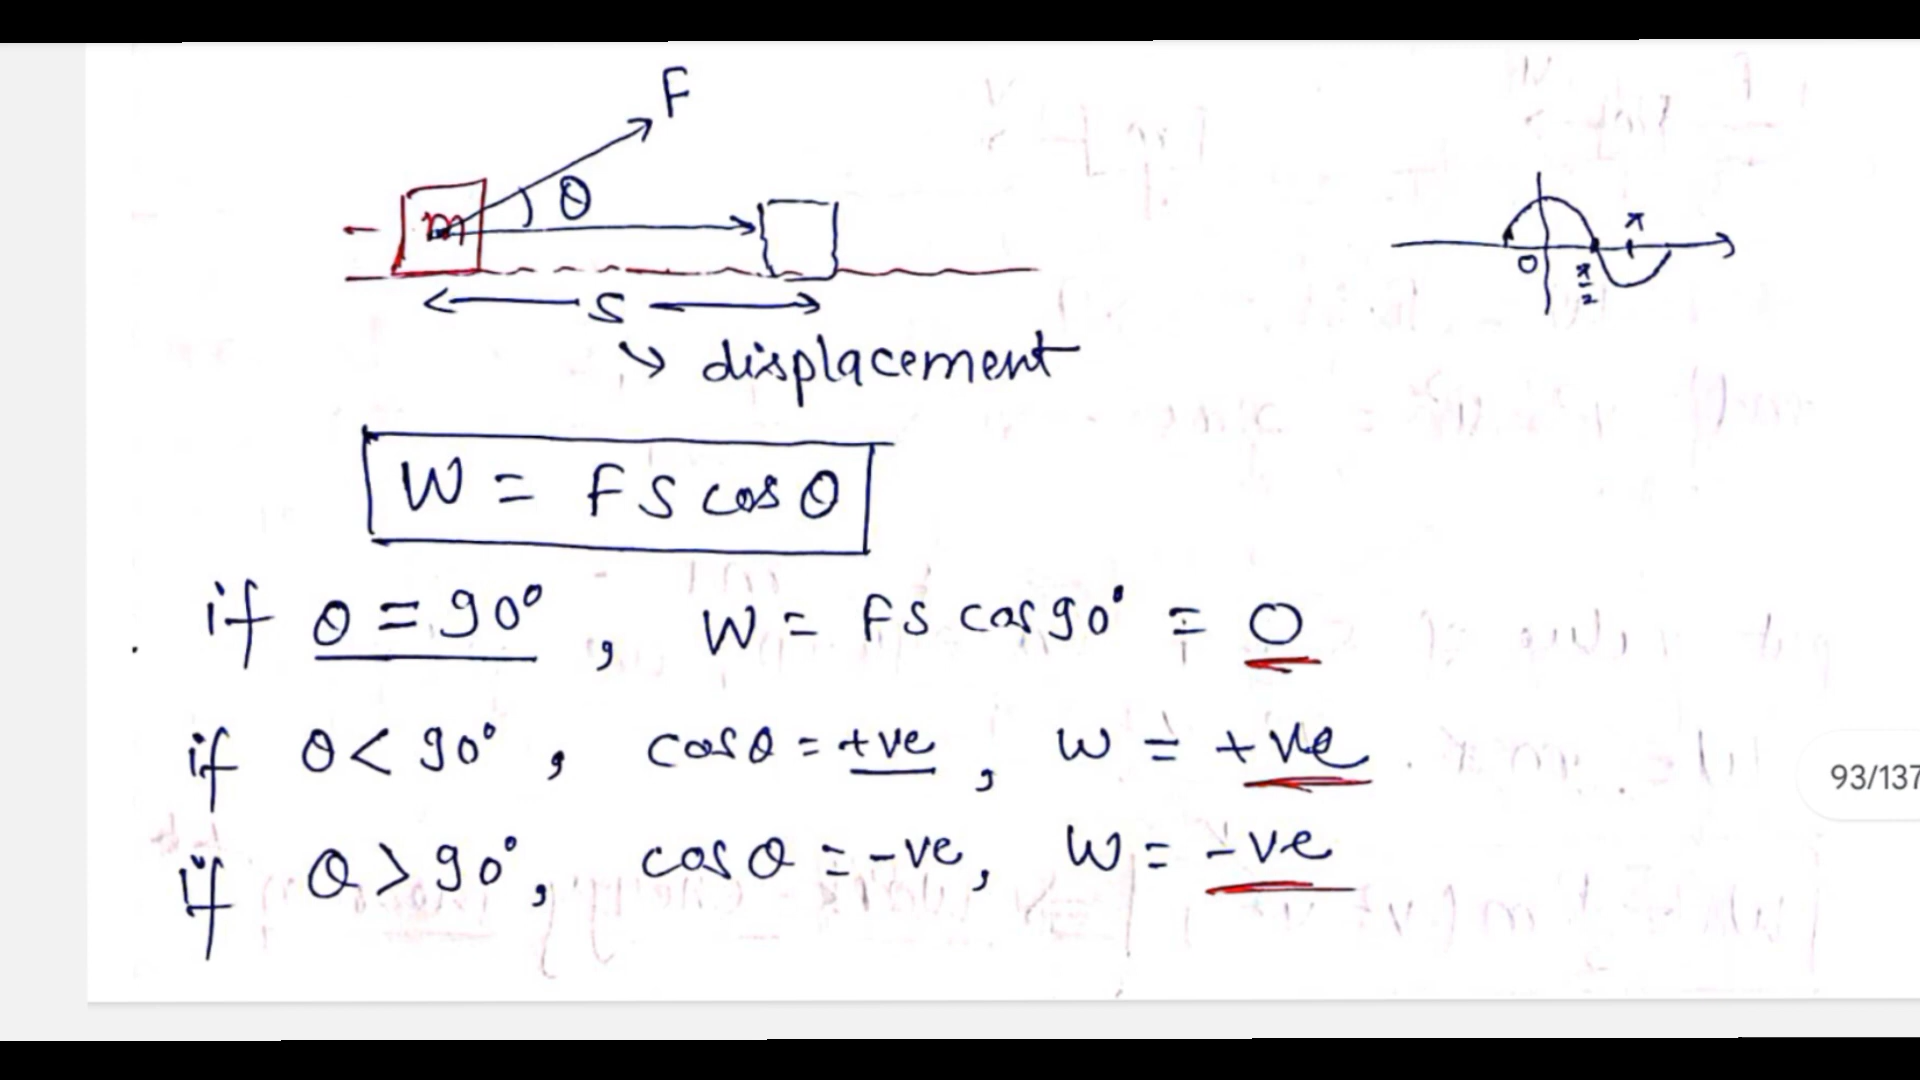 F
m θ
S
↳ displacement
π
0 π/2
W = FS cos θ
if θ = 90°, W = FS cos 90° = 0
if θ < 90°, cos θ = +ve, W = +ve
if θ > 90°, cos θ = -ve, W = -ve
93/137